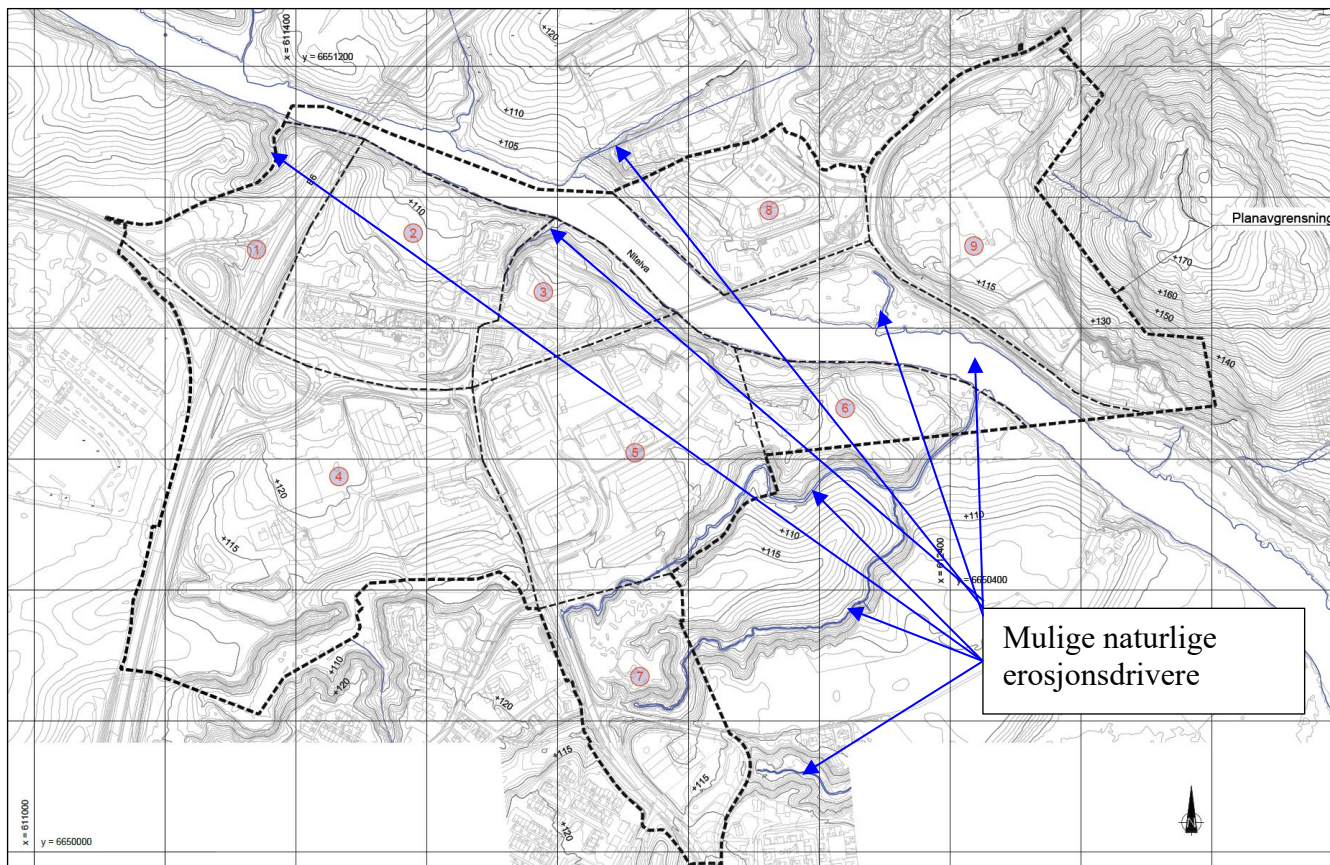 +120
x = 611400
y = 6651200
+110
+105
E6
+110
8
Planavgrensning
1
2
9
Nitelva
3
+170
+115
+160
+150
+130
+140
6
5
4
+120
+110
+115
+110
x = 612400
y = 6650400
+115
Mulige naturlige
erosjonsdrivere
+110
+120
7
+115
+115
+120
N
x = 611000
y = 6650000